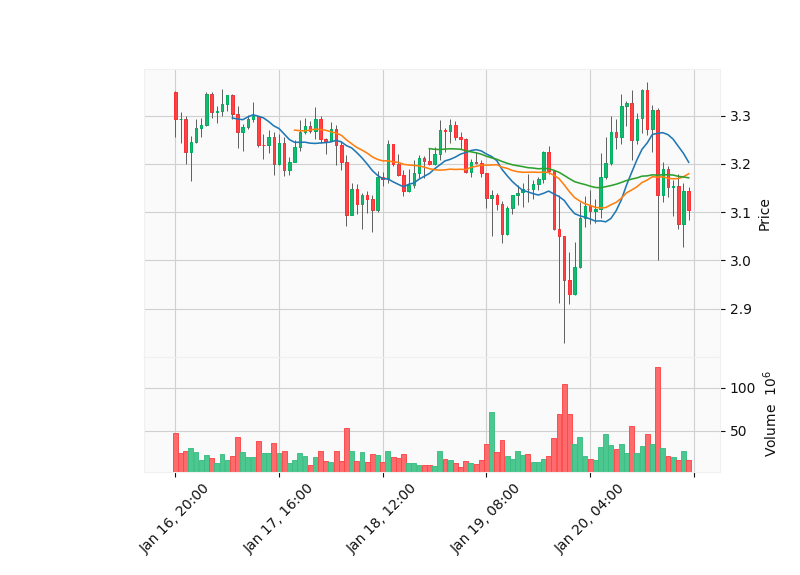 3.3
3.2
3.1
3.0
2.9
Price
100
50
Volume 10^6
Jan 16, 20:00
Jan 17, 16:00
Jan 18, 12:00
Jan 19, 08:00
Jan 20, 04:00